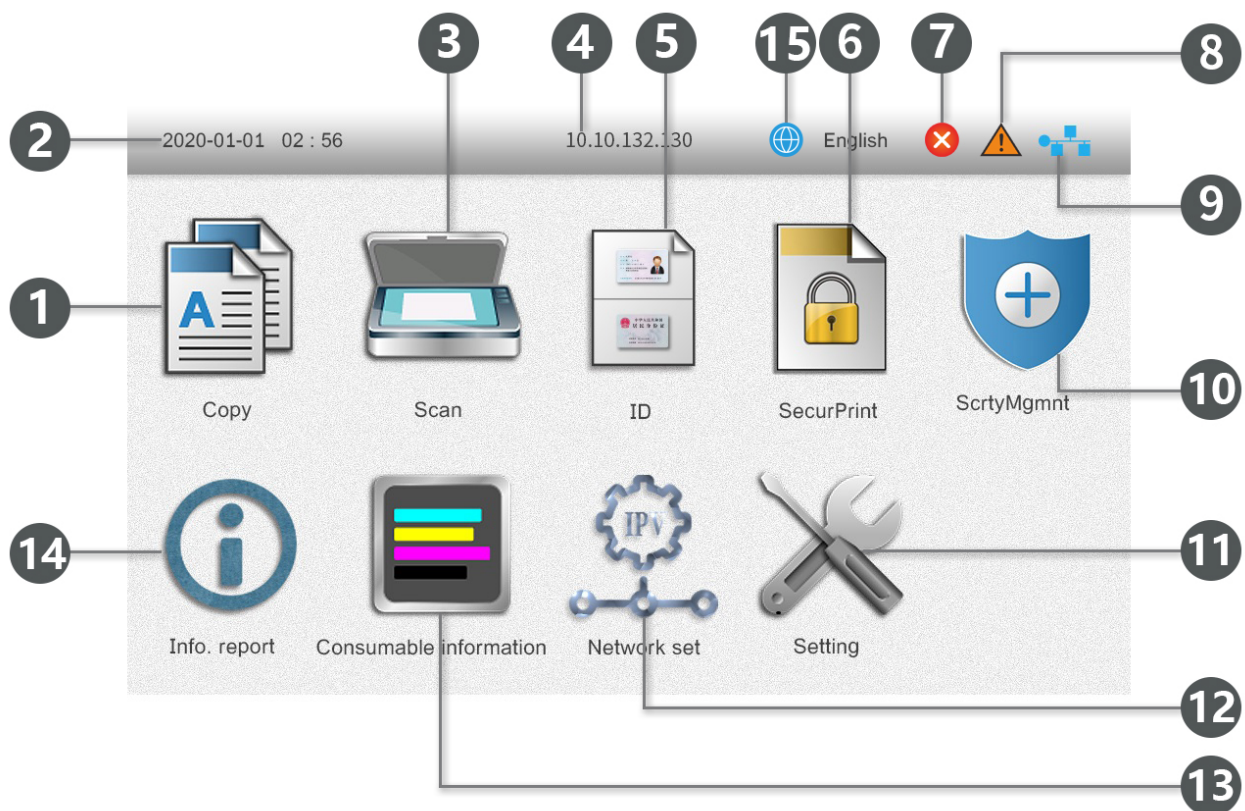 3 4 5 15 6 7 8
2 2020-01-01 02 : 56 10.10.132.130 English
9
1 A
Copy Scan ID SecurPrint ScrtyMgmnt 10
14 IPV 11
Info. report Consumable information Network set Setting
12
13